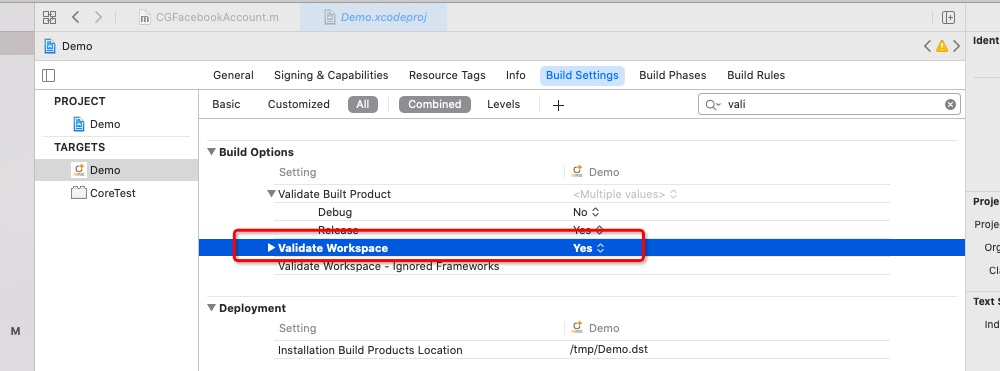 CGFacebookAccount.m Demo.xcodeproj
Demo
Ident
General Signing & Capabilities Resource Tags Info Build Settings Build Phases Build Rules
PROJECT
Basic Customized All Combined Levels vali
Demo
TARGETS
Demo
CoreTest
Build Options
Setting Demo
Validate Built Product <Multiple values>
Debug No
Release Yes
Validate Workspace Yes
Validate Workspace - Ignored Frameworks
Deployment
Setting Demo
Installation Build Products Location /tmp/Demo.dst
M
Proje
Projec
Org
Cla
Text S
Inde